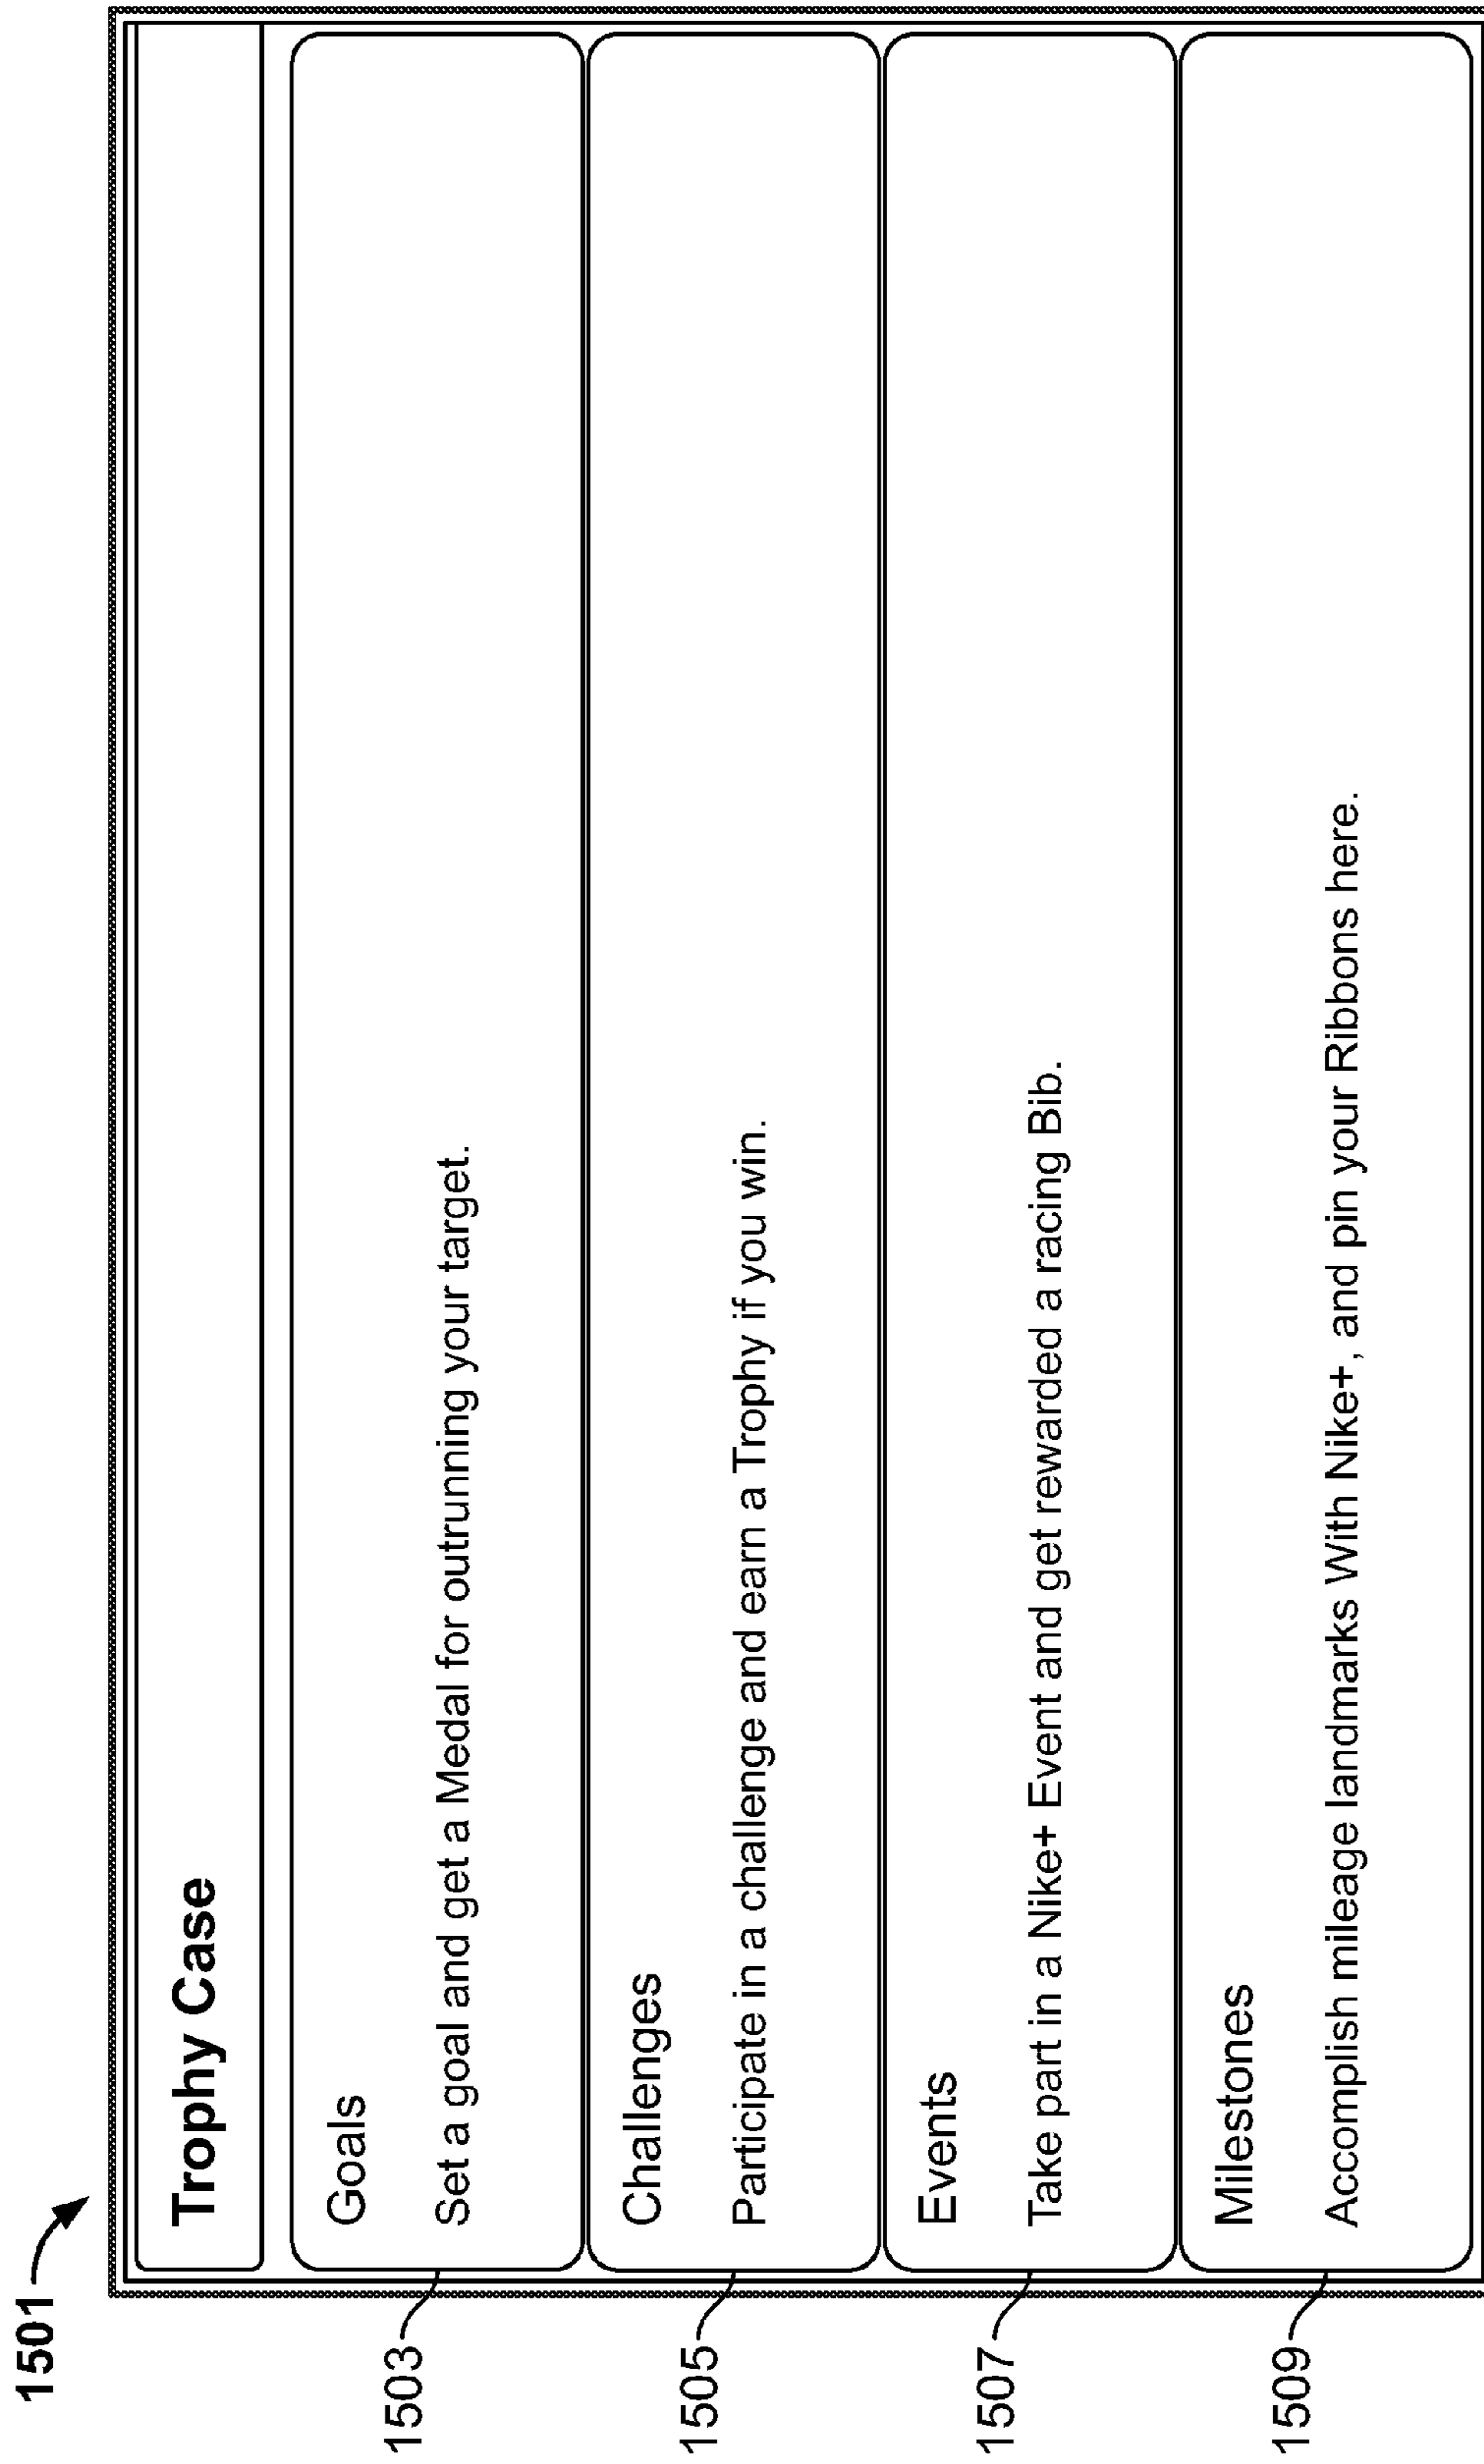 1501
Trophy Case
1503
Goals
Set a goal and get a Medal for outrunning your target.
1505
Challenges
Participate in a challenge and earn a Trophy if you win.
1507
Events
Take part in a Nike+ Event and get rewarded a racing Bib.
1509
Milestones
Accomplish mileage landmarks With Nike+, and pin your Ribbons here.